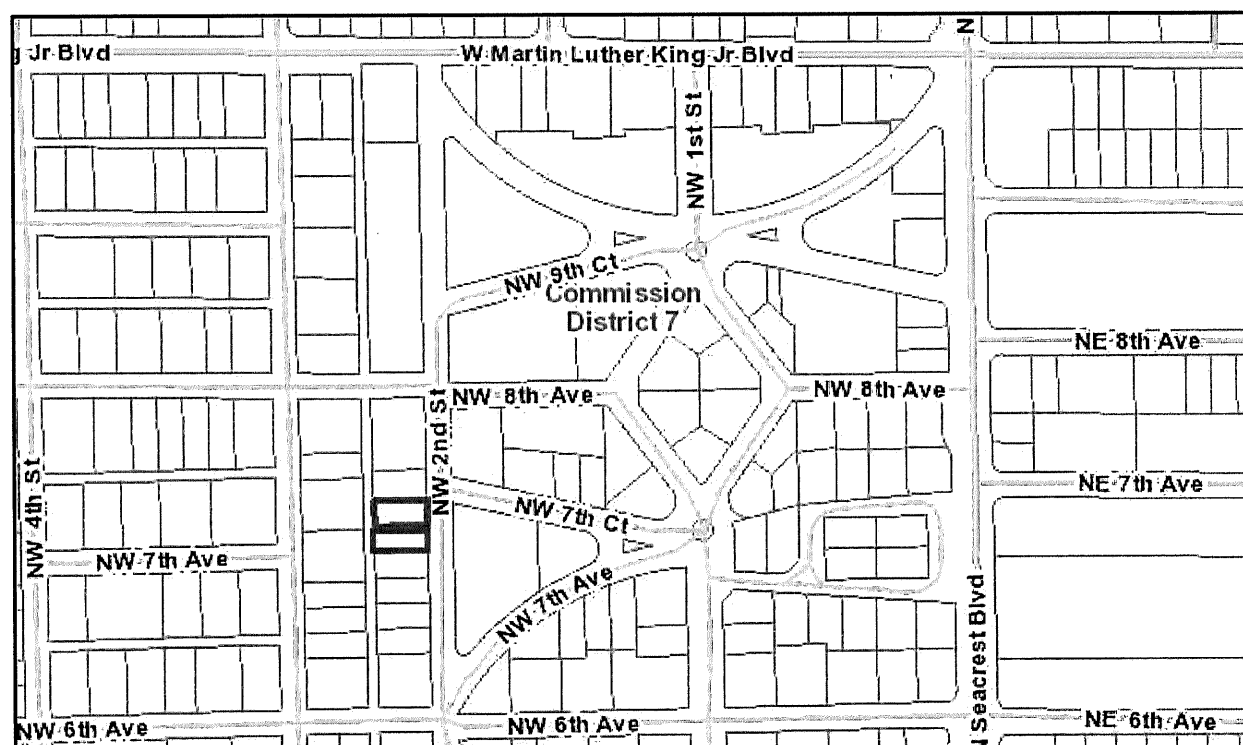 g Jr Blvd
W Martin Luther King Jr Blvd
N
NW 1st St
NW 9th Ct
Commission
District 7
NE 8th Ave
NW 8th Ave
NW 8th Ave
NW 2nd St
NW 4th St
NE 7th Ave
NW 7th Ct
NW 7th Ave
NW 7th Ave
N Seacrest Blvd
NW 6th Ave
NW 6th Ave
NE 6th Ave